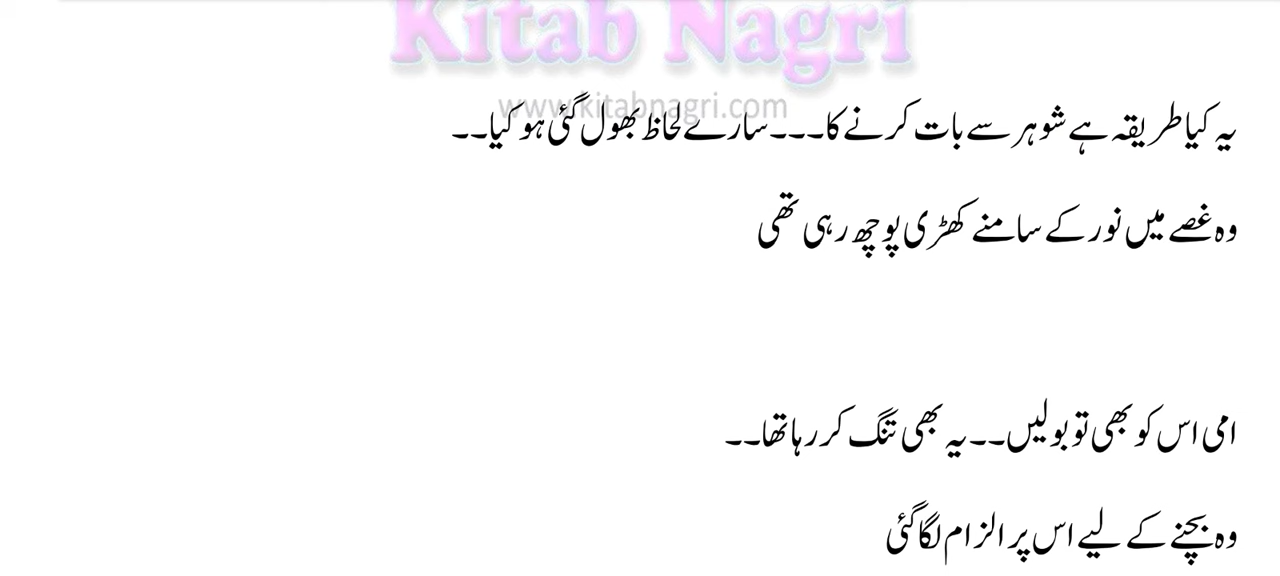 Kitab Nagri
www.kitabnagri.com
یہ کیا طریقہ ہے شوہر سے بات کرنے کا۔۔۔ سارے لحاظ بھول گئی ہو کیا۔۔
وہ غصے میں نور کے سامنے کھڑی پوچھ رہی تھی
امی اس کو بھی تو بولیں۔۔ یہ بھی تنگ کر رہا تھا۔۔
وہ بچنے کے لیے اس پر الزام لگا گئی